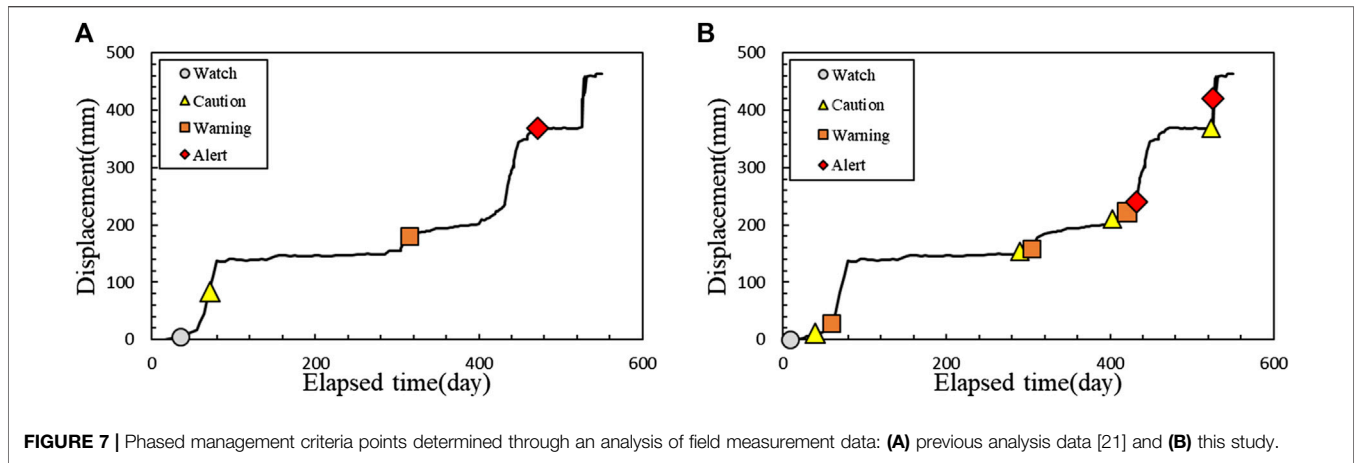 A
500
400
300
200
100
0
Displacement(mm)
Watch
Caution
Warning
Alert
0
200
400
600
Elapsed time(day)
B
500
400
300
200
100
0
Displacement(mm)
Watch
Caution
Warning
Alert
0
200
400
600
Elapsed time(day)
FIGURE 7 | Phased management criteria points determined through an analysis of field measurement data: (A) previous analysis data [21] and (B) this study.